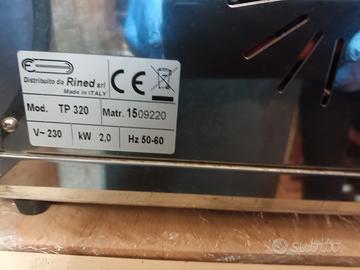 Distribuito da Rined srl
Made in ITALY
CE
Mod. TP 320 Matr. 1509220
V~ 230 kW 2,0 Hz 50-60
subito